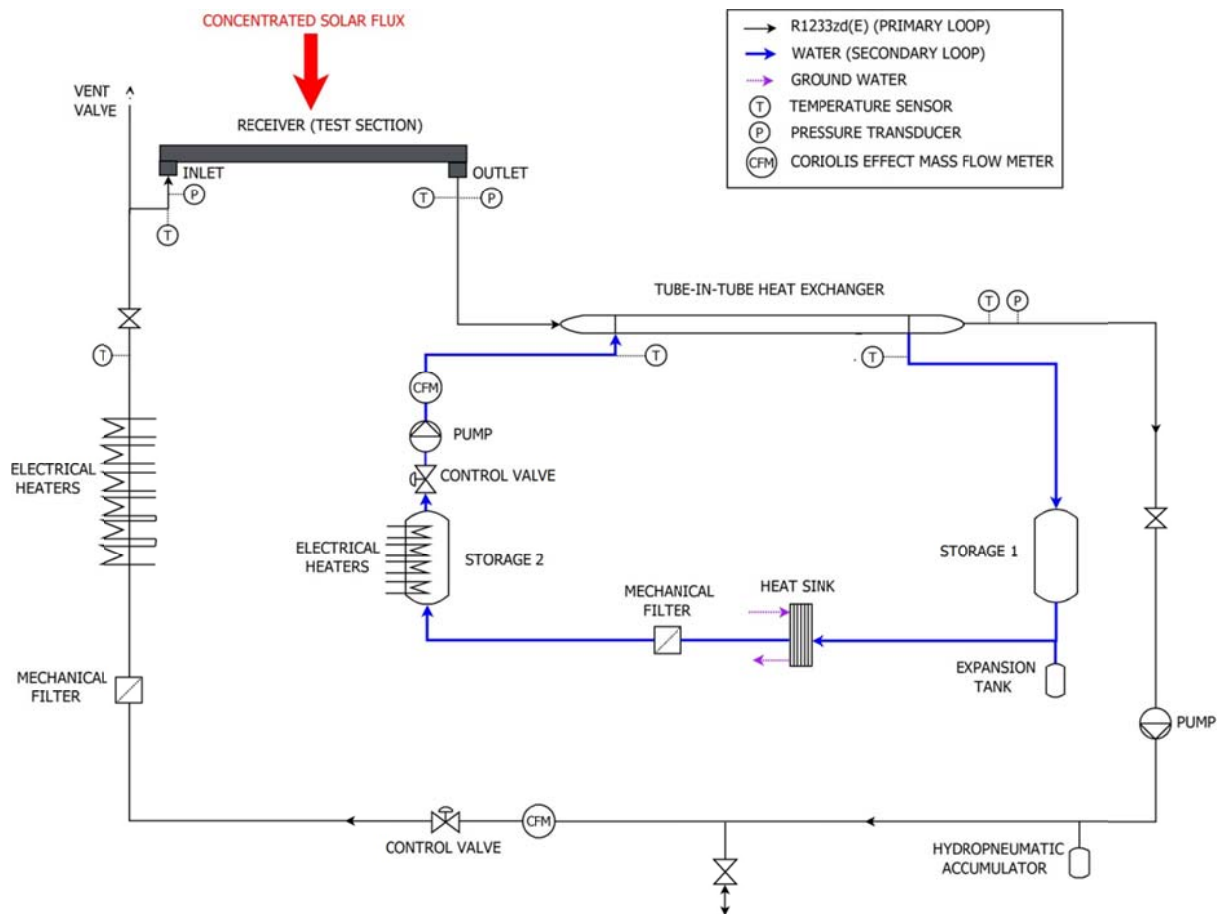 CONCENTRATED SOLAR FLUX
R1233zd(E) (PRIMARY LOOP)
WATER (SECONDARY LOOP)
GROUND WATER
T TEMPERATURE SENSOR
P PRESSURE TRANSDUCER
CFM CORIOLIS EFFECT MASS FLOW METER
VENT
VALVE
RECEIVER (TEST SECTION)
INLET
OUTLET
P
T
T
P
TUBE-IN-TUBE HEAT EXCHANGER
T
P
T
T
T
CFM
PUMP
CONTROL VALVE
ELECTRICAL
HEATERS
ELECTRICAL
HEATERS
STORAGE 2
STORAGE 1
MECHANICAL
FILTER
HEAT SINK
EXPANSION
TANK
MECHANICAL
FILTER
PUMP
CFM
CONTROL VALVE
HYDROPNEUMATIC
ACCUMULATOR